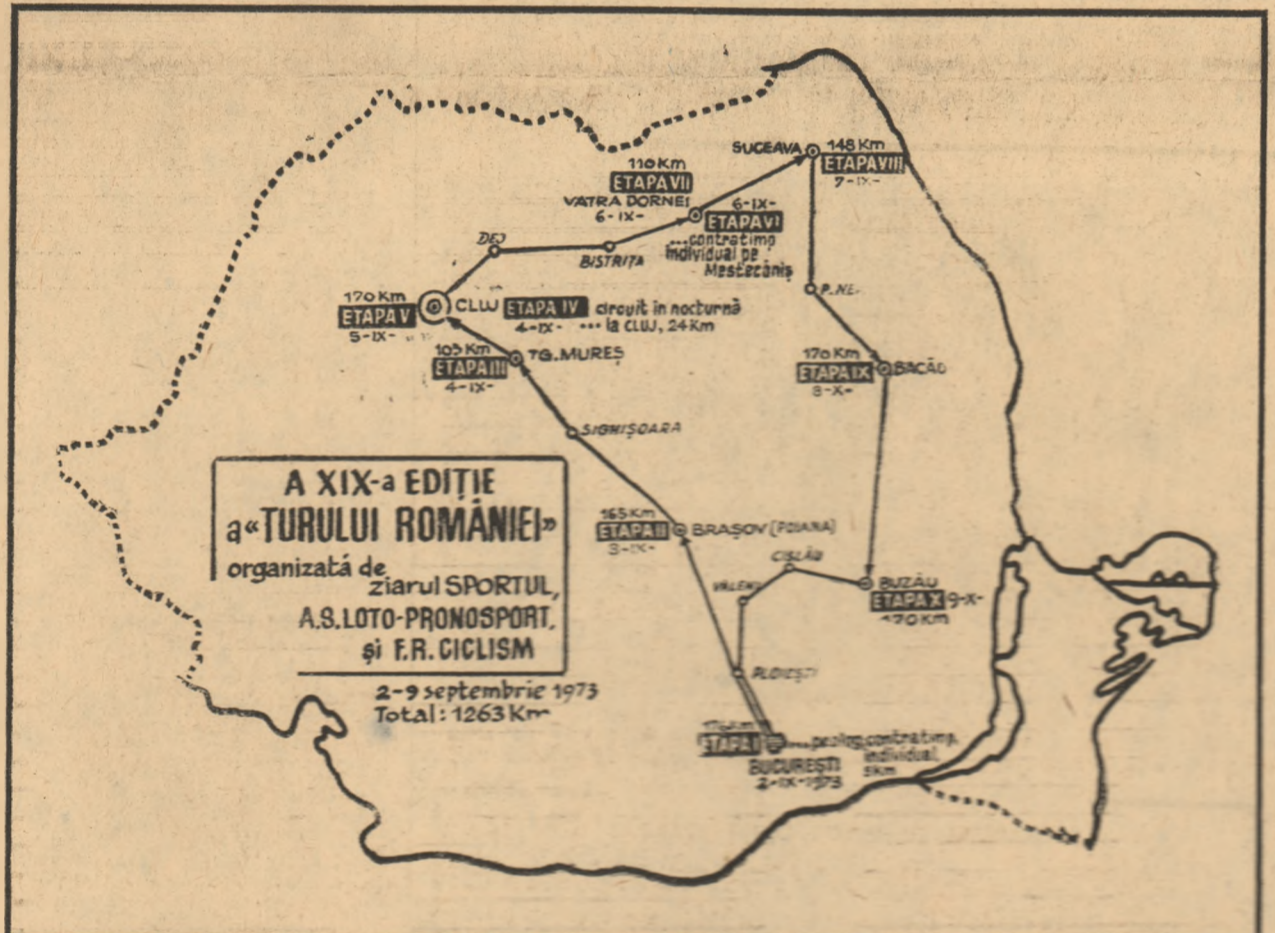 SUCEAVA
148 Km
ETAPA VIII
7-IX-
110 Km
ETAPA VII
VATRA DORNEI
6-IX-
6-IX-
ETAPA VI
...contratimp
individual pe
Mestecăniș
DEJ
BISTRIȚA
170 Km
ETAPA V
5-IX-
CLUJ
ETAPA IV
circuit în nocturnă
4-IX-
... la CLUJ, 24 Km
P.NE.
103 Km
ETAPA III
4-IX-
TG. MUREȘ
170 Km
ETAPA IX
8-X-
BACĂU
SIGHIȘOARA
A XIX-a EDIȚIE
a «TURULUI ROMÂNIEI»
organizată de
ziarul SPORTUL,
A.S. LOTO-PRONOSPORT,
și F.R. CICLISM
2-9 septembrie 1973
Total: 1263 Km
165 Km
ETAPA II
3-IX-
BRAȘOV (POIANA)
CISLĂU
VĂLENI
BUZĂU
ETAPA X 9-X-
170 Km
PLOIEȘTI
ETAPA I
...prolog, contratimp
individual,
5km
BUCUREȘTI
2-IX-1973